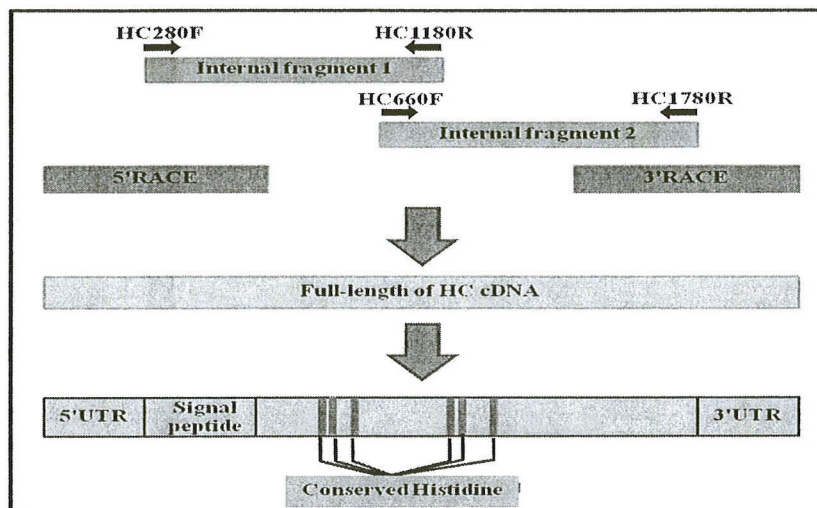 HC280F HC1180R
Internal fragment 1
HC660F HC1780R
Internal fragment 2
5'RACE 3'RACE
Full-length of HC cDNA
5'UTR Signal peptide 3'UTR
Conserved Histidine